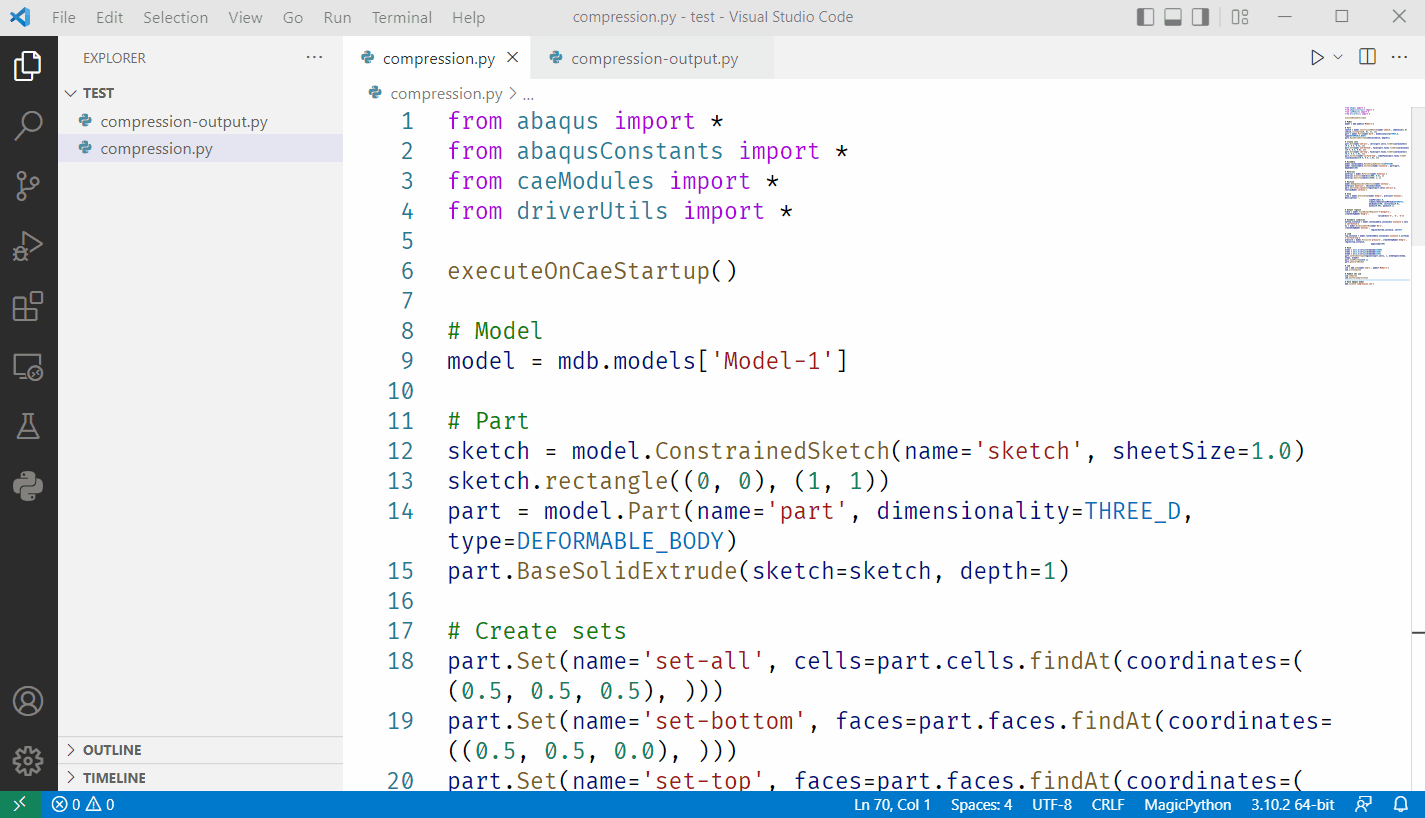 File Edit Selection View Go Run Terminal Help compression.py - test - Visual Studio Code
EXPLORER
TEST
compression-output.py
compression.py
OUTLINE
TIMELINE
compression.py compression-output.py
compression.py > ...
1 from abaqus import *
2 from abaqusConstants import *
3 from caeModules import *
4 from driverUtils import *
5
6 executeOnCaeStartup()
7
8 # Model
9 model = mdb.models['Model-1']
10
11 # Part
12 sketch = model.ConstrainedSketch(name='sketch', sheetSize=1.0)
13 sketch.rectangle((0, 0), (1, 1))
14 part = model.Part(name='part', dimensionality=THREE_D,
type=DEFORMABLE_BODY)
15 part.BaseSolidExtrude(sketch=sketch, depth=1)
16
17 # Create sets
18 part.Set(name='set-all', cells=part.cells.findAt(coordinates=(
(0.5, 0.5, 0.5), )))
19 part.Set(name='set-bottom', faces=part.faces.findAt(coordinates=
((0.5, 0.5, 0.0), )))
20 part.Set(name='set-top', faces=part.faces.findAt(coordinates=(
0 0 Ln 70, Col 1 Spaces: 4 UTF-8 CRLF MagicPython 3.10.2 64-bit